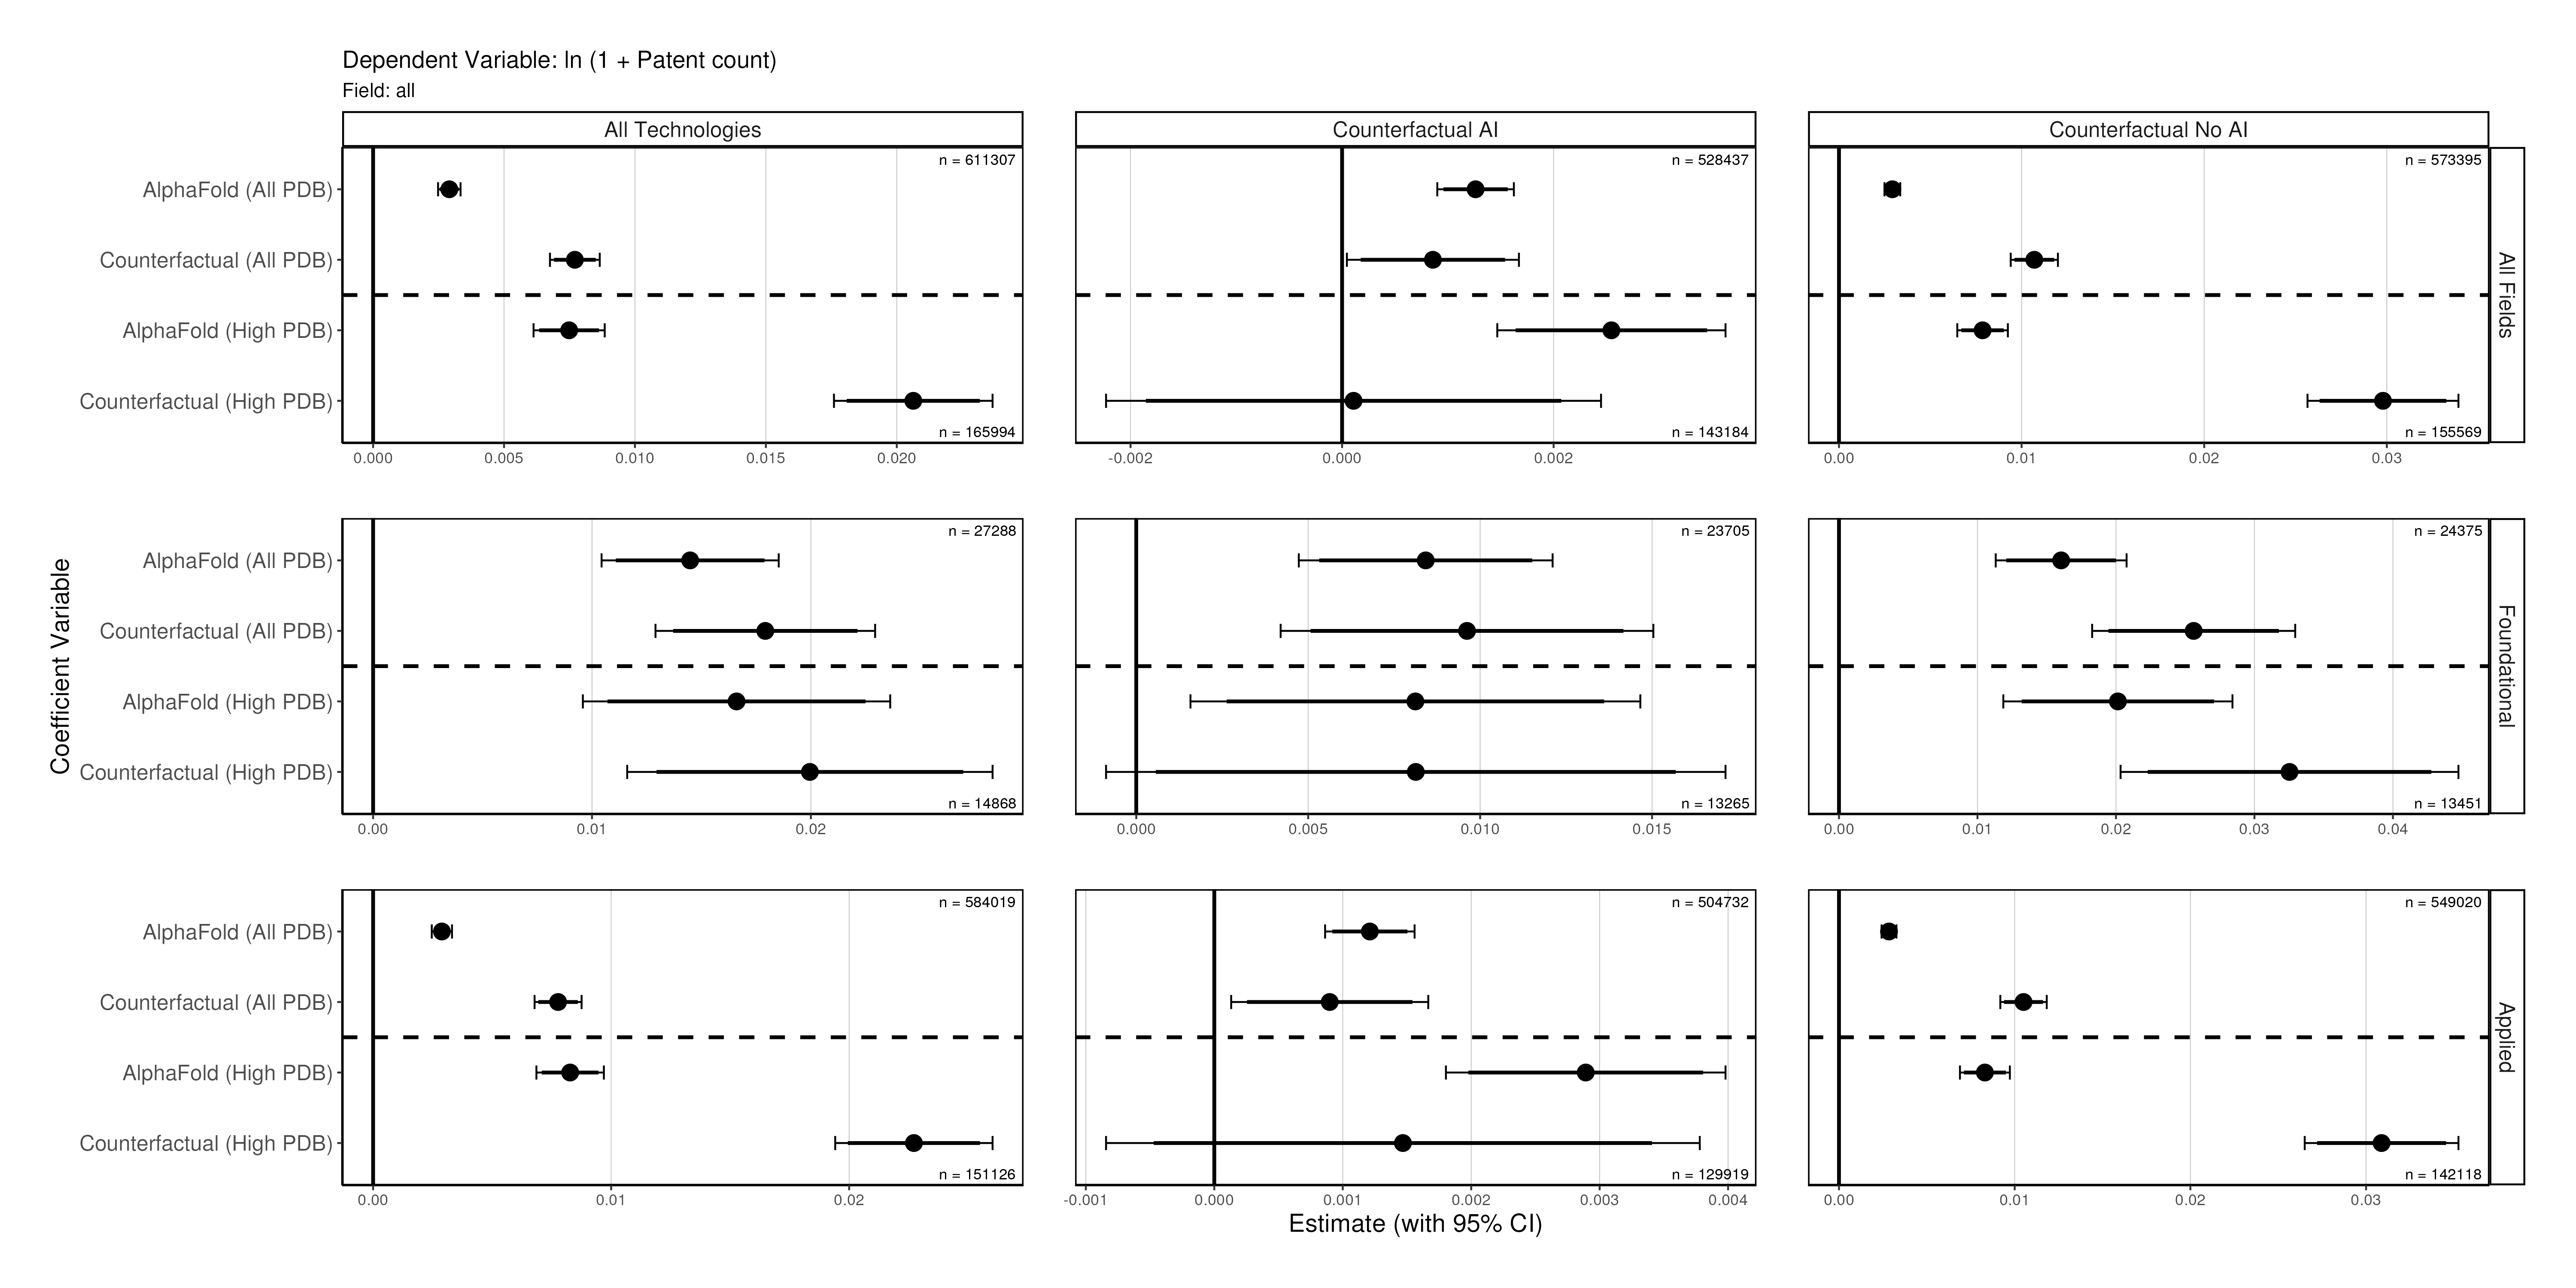 Dependent Variable: ln (1 + Patent count)
Field: all
All Technologies
Counterfactual AI
Counterfactual No AI
AlphaFold (All PDB)
Counterfactual (All PDB)
AlphaFold (High PDB)
Counterfactual (High PDB)
n = 611307
n = 165994
0.000 0.005 0.010 0.015 0.020
n = 528437
n = 143184
-0.002 0.000 0.002
n = 573395
n = 155569
0.00 0.01 0.02 0.03
All Fields
Coefficient Variable
AlphaFold (All PDB)
Counterfactual (All PDB)
AlphaFold (High PDB)
Counterfactual (High PDB)
n = 27288
n = 14868
0.00 0.01 0.02
n = 23705
n = 13265
0.000 0.005 0.010 0.015
n = 24375
n = 13451
0.00 0.01 0.02 0.03 0.04
Foundational
AlphaFold (All PDB)
Counterfactual (All PDB)
AlphaFold (High PDB)
Counterfactual (High PDB)
n = 584019
n = 151126
0.00 0.01 0.02
n = 504732
n = 129919
-0.001 0.000 0.001 0.002 0.003 0.004
n = 549020
n = 142118
0.00 0.01 0.02 0.03
Applied
Estimate (with 95% CI)